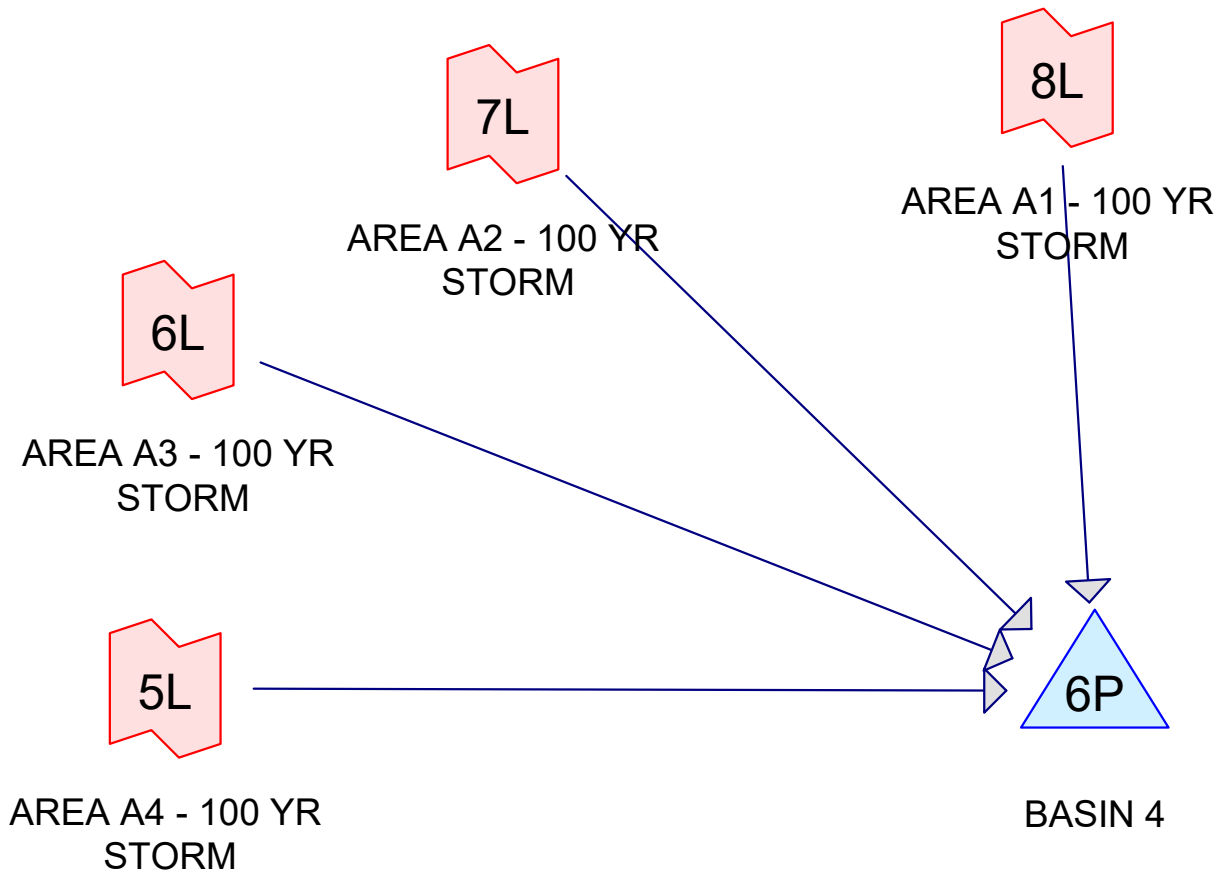 8L
AREA A1 - 100 YR
STORM
7L
AREA A2 - 100 YR
STORM
6L
AREA A3 - 100 YR
STORM
5L
AREA A4 - 100 YR
STORM
6P
BASIN 4